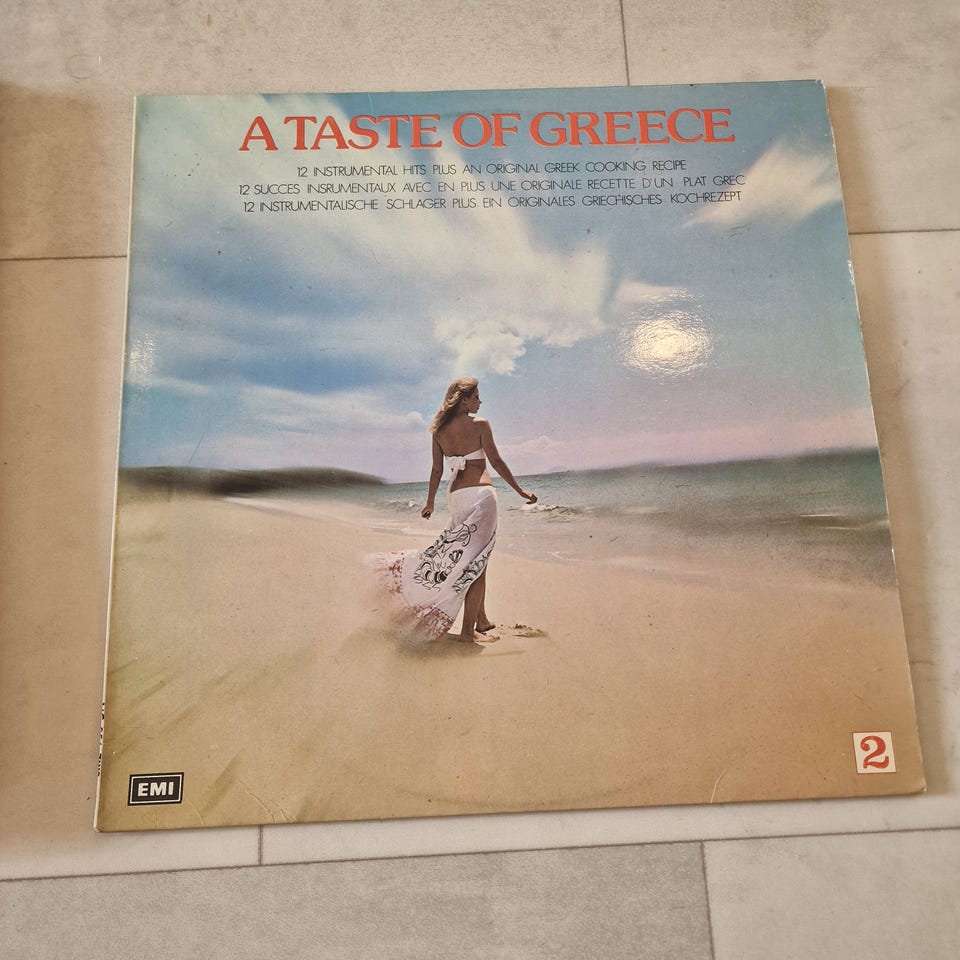 A TASTE OF GREECE
12 INSTRUMENTAL HITS PLUS AN ORIGINAL GREEK COOKING RECIPE
12 SUCCES INSRUMENTAUX AVEC EN PLUS UNE ORIGINALE RECETTE D'UN PLAT GREC
12 INSTRUMENTALISCHE SCHLAGER PLUS EIN ORIGINALES GRIECHISCHES KOCHREZEPT
2
EMI